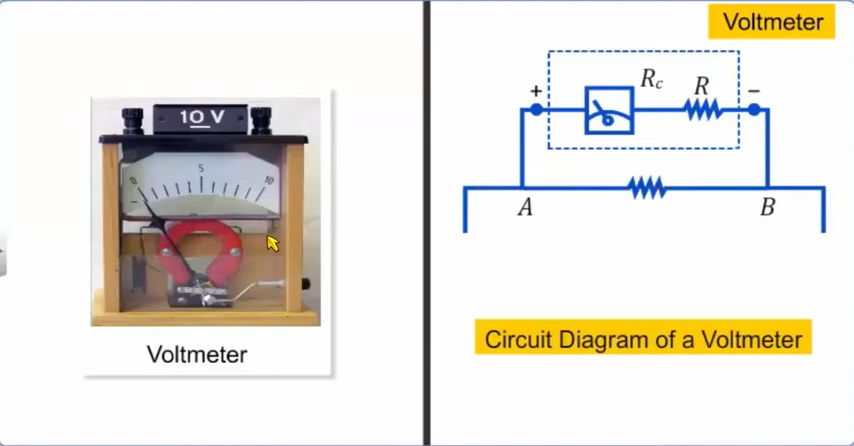 Voltmeter
10 V
0
5
10
Voltmeter
+
R_c
R
−
A
B
Circuit Diagram of a Voltmeter